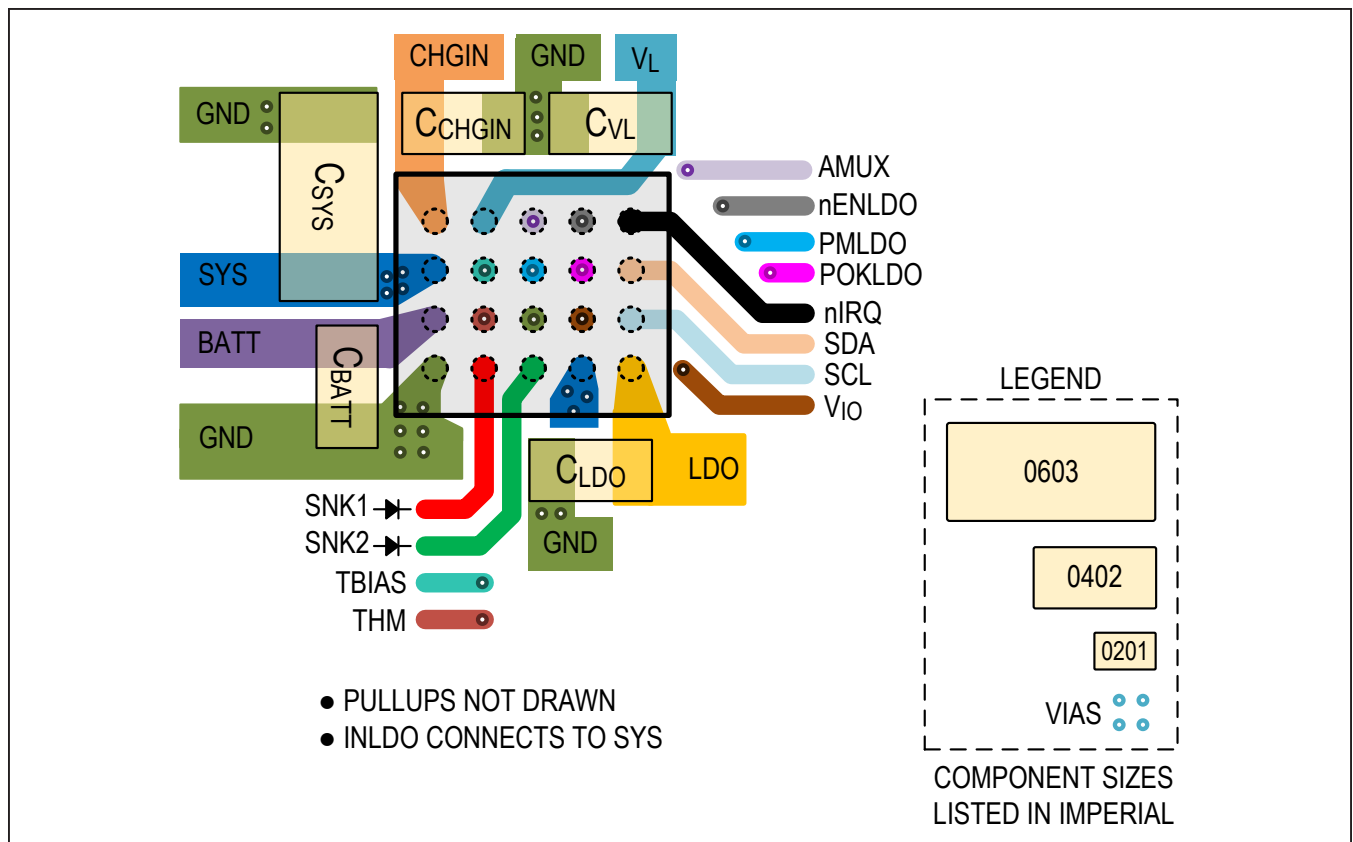 CHGIN
GND
VL
GND
CCHGIN
CVL
CSYS
AMUX
nENLDO
PMLDO
POKLDO
nIRQ
SDA
SCL
VIO
SYS
BATT
CBATT
GND
CLDO
LDO
GND
SNK1
SNK2
TBIAS
THM
● PULLUPS NOT DRAWN
● INLDO CONNECTS TO SYS
LEGEND
0603
0402
0201
VIAS
COMPONENT SIZES
LISTED IN IMPERIAL